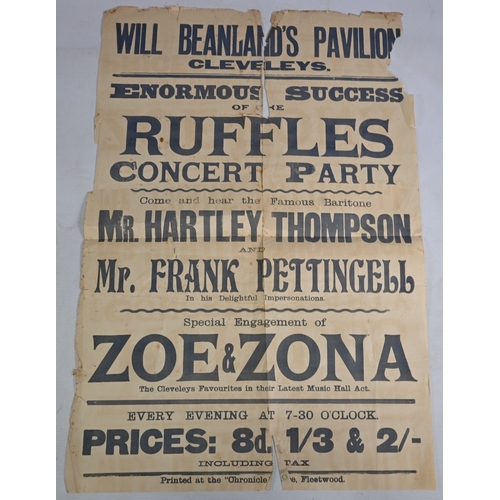 WILL BEANLAND'S PAVILION
CLEVELEYS.
ENORMOUS SUCCESS
OF THE
RUFFLES
CONCERT PARTY
Come and hear the Famous Baritone
MR. HARTLEY THOMPSON
AND
MR. FRANK PETTINGELL
In his Delightful Impersonations.
Special Engagement of
ZOE & ZONA
The Cleveleys Favourites in their Latest Music Hall Act.
EVERY EVENING AT 7-30 O'CLOCK.
PRICES: 8d. 1/3 & 2/-
INCLUDING TAX
Printed at the "Chronicle Fleetwood.